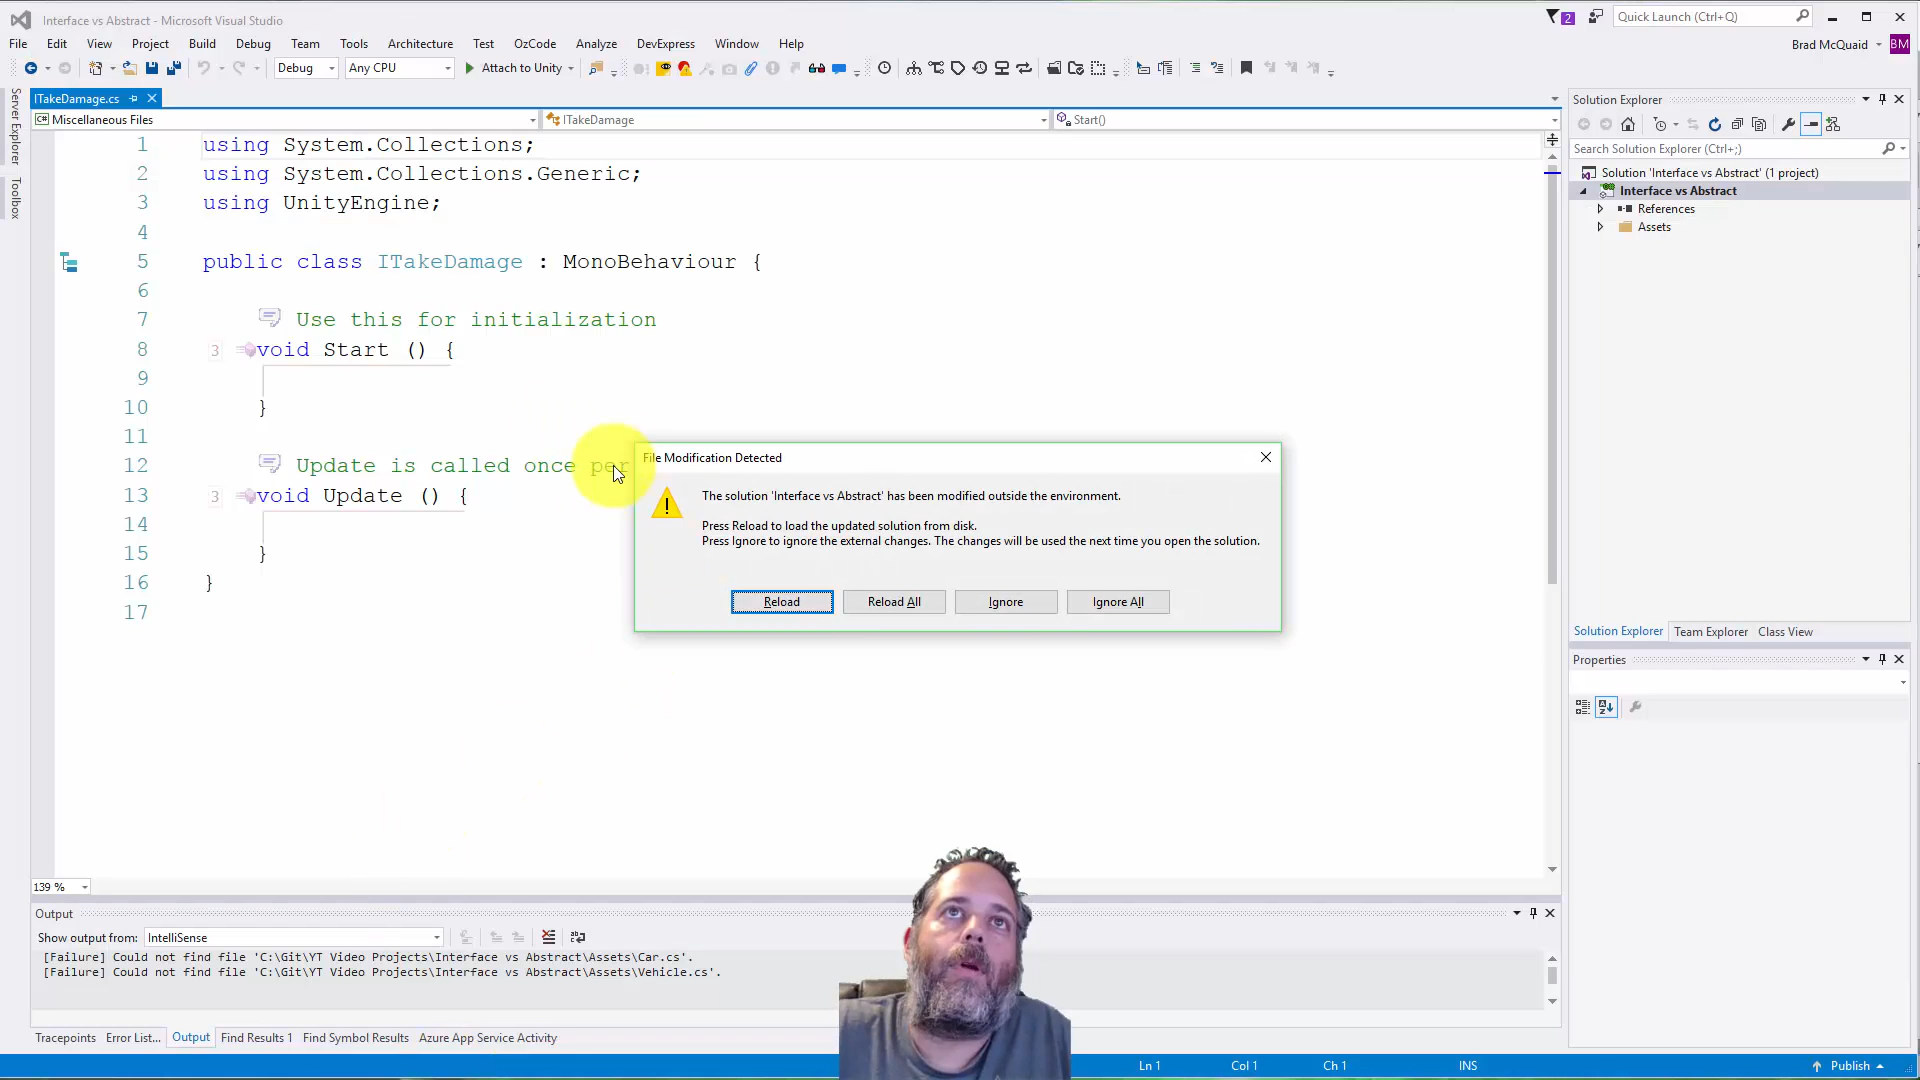 Interface vs Abstract - Microsoft Visual Studio
2
Quick Launch (Ctrl+Q)
File Edit View Project Build Debug Team Tools Architecture Test OzCode Analyze DevExpress Window Help
Brad McQuaid BM
Debug Any CPU Attach to Unity
Server Explorer
Toolbox
ITakeDamage.cs
C# Miscellaneous Files ITakeDamage Start()
1 using System.Collections;
2 using System.Collections.Generic;
3 using UnityEngine;
4
5 public class ITakeDamage : MonoBehaviour {
6
7 Use this for initialization
8 3 void Start () {
9
10 }
11
12 Update is called once per
13 3 void Update () {
14
15 }
16 }
17
File Modification Detected
The solution 'Interface vs Abstract' has been modified outside the environment.
Press Reload to load the updated solution from disk.
Press Ignore to ignore the external changes. The changes will be used the next time you open the solution.
Reload Reload All Ignore Ignore All
139 %
Output
Show output from: IntelliSense
[Failure] Could not find file 'C:\Git\YT Video Projects\Interface vs Abstract\Assets\Car.cs'.
[Failure] Could not find file 'C:\Git\YT Video Projects\Interface vs Abstract\Assets\Vehicle.cs'.
Tracepoints Error List... Output Find Results 1 Find Symbol Results Azure App Service Activity
Solution Explorer
Search Solution Explorer (Ctrl+;)
Solution 'Interface vs Abstract' (1 project)
Interface vs Abstract
References
Assets
Solution Explorer Team Explorer Class View
Properties
Ln 1 Col 1 Ch 1 INS Publish